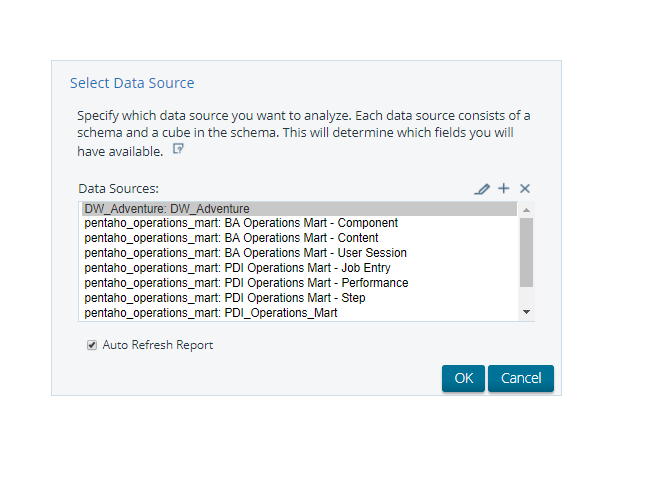 Select Data Source
Specify which data source you want to analyze. Each data source consists of a
schema and a cube in the schema. This will determine which fields you will
have available.
Data Sources:
DW_Adventure: DW_Adventure
pentaho_operations_mart: BA Operations Mart - Component
pentaho_operations_mart: BA Operations Mart - Content
pentaho_operations_mart: BA Operations Mart - User Session
pentaho_operations_mart: PDI Operations Mart - Job Entry
pentaho_operations_mart: PDI Operations Mart - Performance
pentaho_operations_mart: PDI Operations Mart - Step
pentaho_operations_mart: PDI_Operations_Mart
Auto Refresh Report
OK Cancel